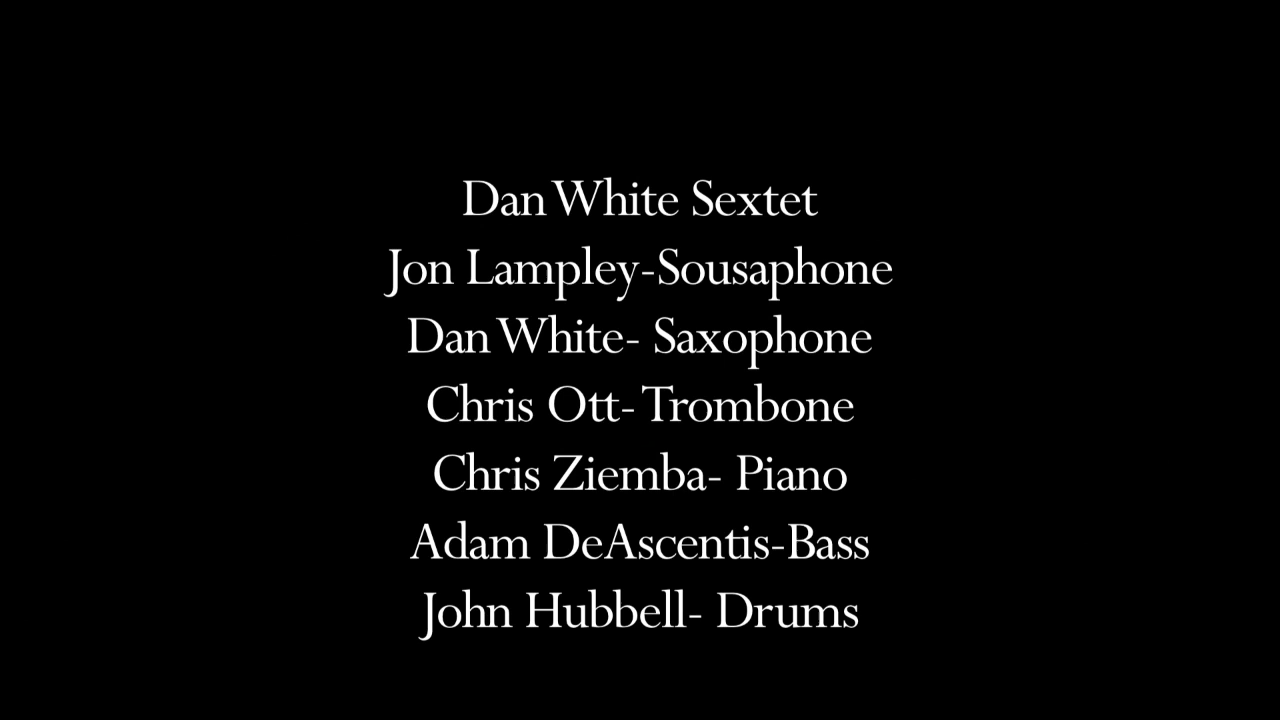 Dan White Sextet
Jon Lampley-Sousaphone
Dan White- Saxophone
Chris Ott- Trombone
Chris Ziemba- Piano
Adam DeAscentis-Bass
John Hubbell- Drums